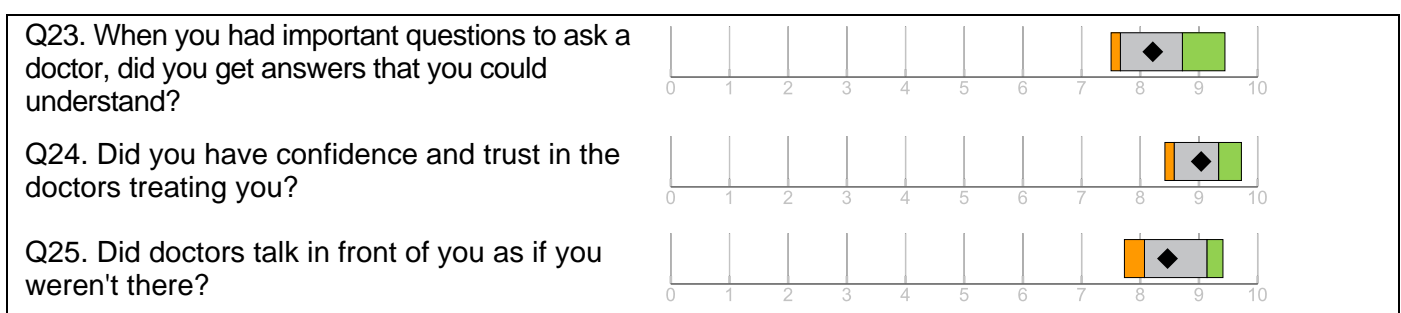 Q23. When you had important questions to ask a
doctor, did you get answers that you could
understand?
0 1 2 3 4 5 6 7 8 9 10
Q24. Did you have confidence and trust in the
doctors treating you?
0 1 2 3 4 5 6 7 8 9 10
Q25. Did doctors talk in front of you as if you
weren't there?
0 1 2 3 4 5 6 7 8 9 10